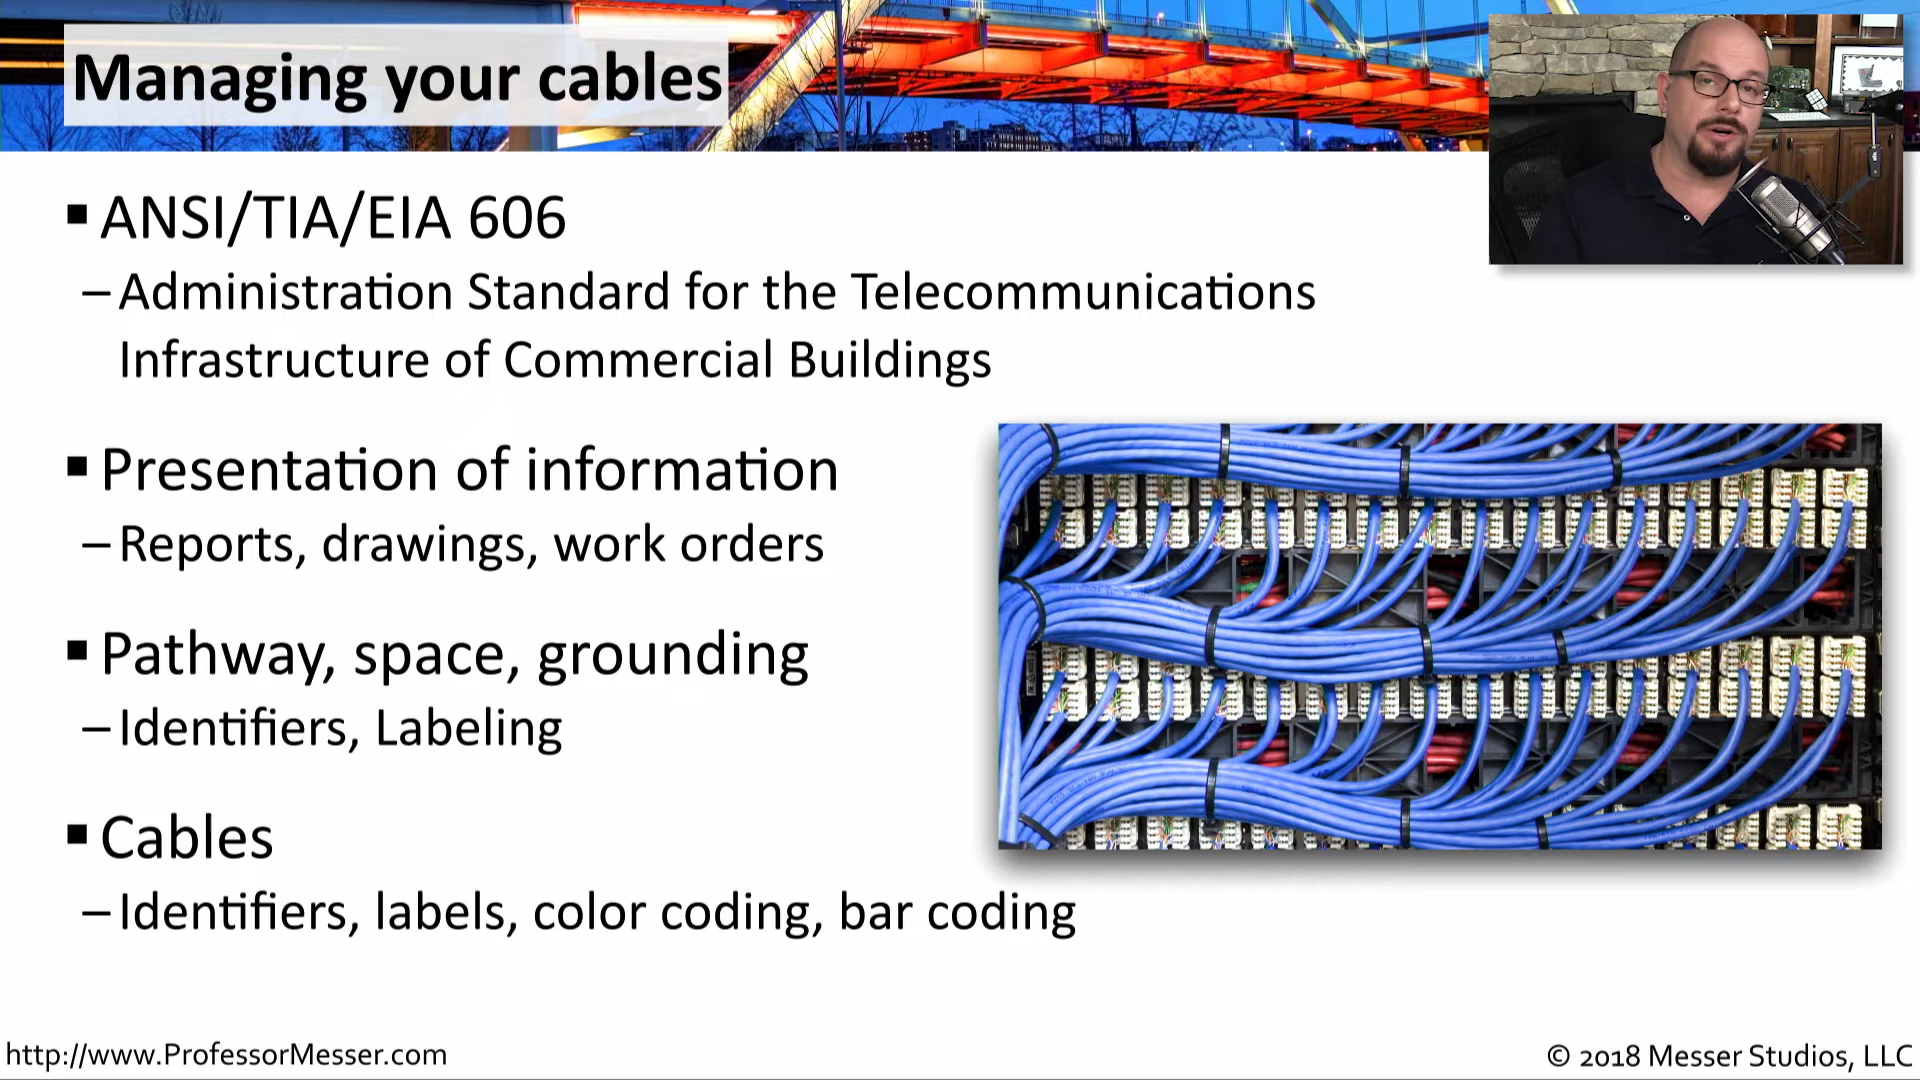 Managing your cables
▪ ANSI/TIA/EIA 606
– Administration Standard for the Telecommunications
Infrastructure of Commercial Buildings
▪ Presentation of information
– Reports, drawings, work orders
▪ Pathway, space, grounding
– Identifiers, Labeling
▪ Cables
– Identifiers, labels, color coding, bar coding
http://www.ProfessorMesser.com
© 2018 Messer Studios, LLC